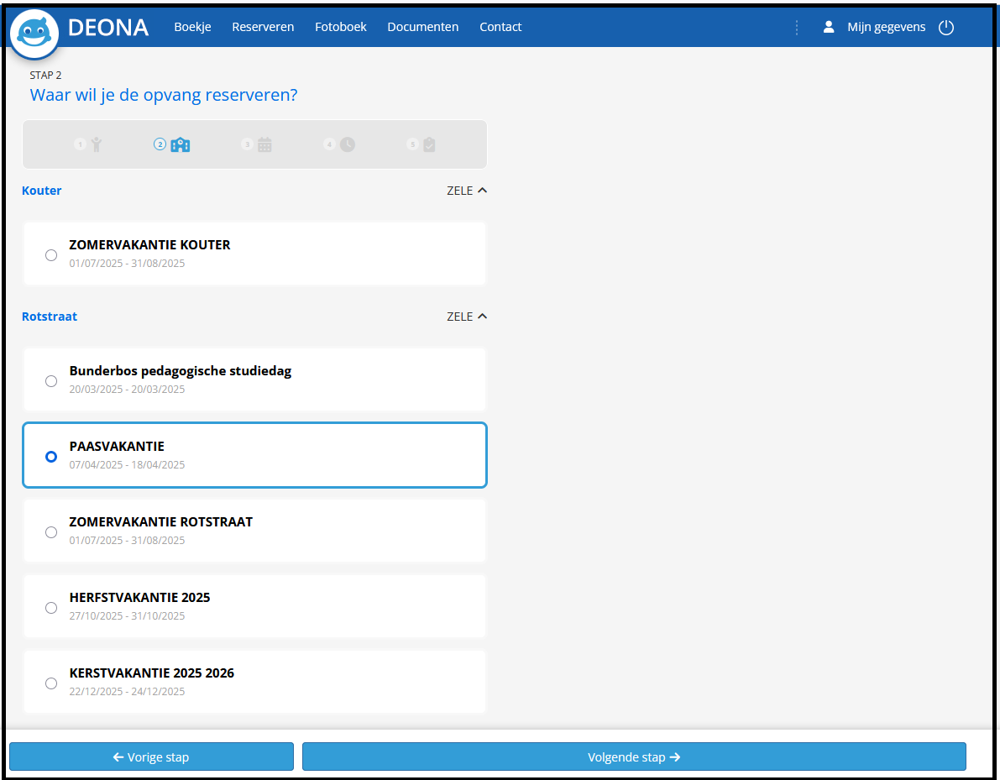 DEONA Boekje Reserveren Fotoboek Documenten Contact Mijn gegevens
STAP 2
Waar wil je de opvang reserveren?
1 2 3 4 5
Kouter ZELE
ZOMERVAKANTIE KOUTER
01/07/2025 - 31/08/2025
Rotstraat ZELE
Bunderbos pedagogische studiedag
20/03/2025 - 20/03/2025
PAASVAKANTIE
07/04/2025 - 18/04/2025
ZOMERVAKANTIE ROTSTRAAT
01/07/2025 - 31/08/2025
HERFSTVAKANTIE 2025
27/10/2025 - 31/10/2025
KERSTVAKANTIE 2025 2026
22/12/2025 - 24/12/2025
← Vorige stap Volgende stap →